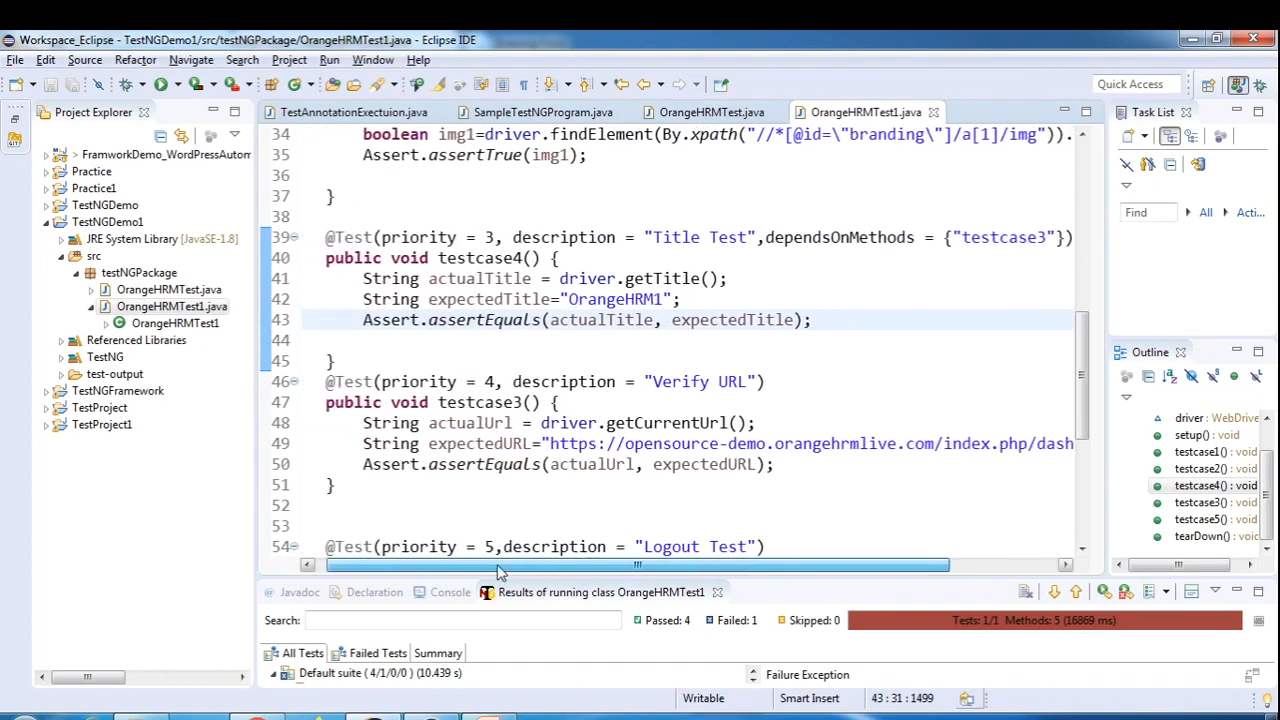 Workspace_Eclipse - TestNGDemo1/src/testNGPackage/OrangeHRMTest1.java - Eclipse IDE
File Edit Source Refactor Navigate Search Project Run Window Help
Quick Access
Project Explorer
TestAnnotationExectuion.java SampleTestNGProgram.java OrangeHRMTest.java OrangeHRMTest1.java
Task List
> FramworkDemo_WordPressAutom
Practice
Practice1
TestNGDemo
TestNGDemo1
JRE System Library [JavaSE-1.8]
src
testNGPackage
OrangeHRMTest.java
OrangeHRMTest1.java
OrangeHRMTest1
Referenced Libraries
TestNG
test-output
TestNGFramework
TestProject
TestProject1
34 boolean img1=driver.findElement(By.xpath("//*[@id=\"branding\"]/a[1]/img")).
35 Assert.assertTrue(img1);
36
37 }
38
39 @Test(priority = 3, description = "Title Test",dependsOnMethods = {"testcase3"})
40 public void testcase4() {
41 String actualTitle = driver.getTitle();
42 String expectedTitle="OrangeHRM1";
43 Assert.assertEquals(actualTitle, expectedTitle);
44
45 }
46 @Test(priority = 4, description = "Verify URL")
47 public void testcase3() {
48 String actualUrl = driver.getCurrentUrl();
49 String expectedURL="https://opensource-demo.orangehrmlive.com/index.php/dash
50 Assert.assertEquals(actualUrl, expectedURL);
51 }
52
53
54 @Test(priority = 5,description = "Logout Test")
Find All Acti...
Outline
driver : WebDrive
setup() : void
testcase1() : void
testcase2() : void
testcase4() : void
testcase3() : void
testcase5() : void
tearDown() : void
Javadoc Declaration Console Results of running class OrangeHRMTest1
Search: Passed: 4 Failed: 1 Skipped: 0 Tests: 1/1 Methods: 5 (16869 ms)
All Tests Failed Tests Summary
Default suite ( 4/1/0/0 ) (10.439 s)
Failure Exception
Writable Smart Insert 43 : 31 : 1499